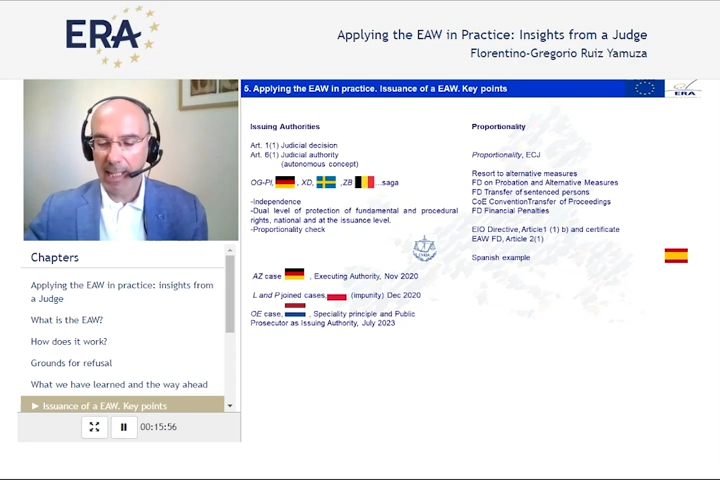 ERA
Applying the EAW in Practice: Insights from a Judge
Florentino-Gregorio Ruiz Yamuza
5. Applying the EAW in practice. Issuance of a EAW. Key points
ERA
Issuing Authorities
Art. 1(1) Judicial decision
Art. 6(1) Judicial authority
(autonomous concept)
OG-PI, , XD, ,ZB ...saga
-Independence
-Dual level of protection of fundamental and procedural
rights, national and at the issuance level.
-Proportionality check
AZ case , Executing Authority, Nov 2020
L and P joined cases, (impunity) Dec 2020
OE case, , Speciality principle and Public
Prosecutor as Issuing Authority, July 2023
Proportionality
Proportionality, ECJ
Resort to alternative measures
FD on Probation and Alternative Measures
FD Transfer of sentenced persons
CoE ConventionTransfer of Proceedings
FD Financial Penalties
EIO Directive, Article1 (1) b) and certificate
EAW FD, Article 2(1)
Spanish example
Chapters
Applying the EAW in practice: insights from
a Judge
What is the EAW?
How does it work?
Grounds for refusal
What we have learned and the way ahead
► Issuance of a EAW. Key points
00:15:56